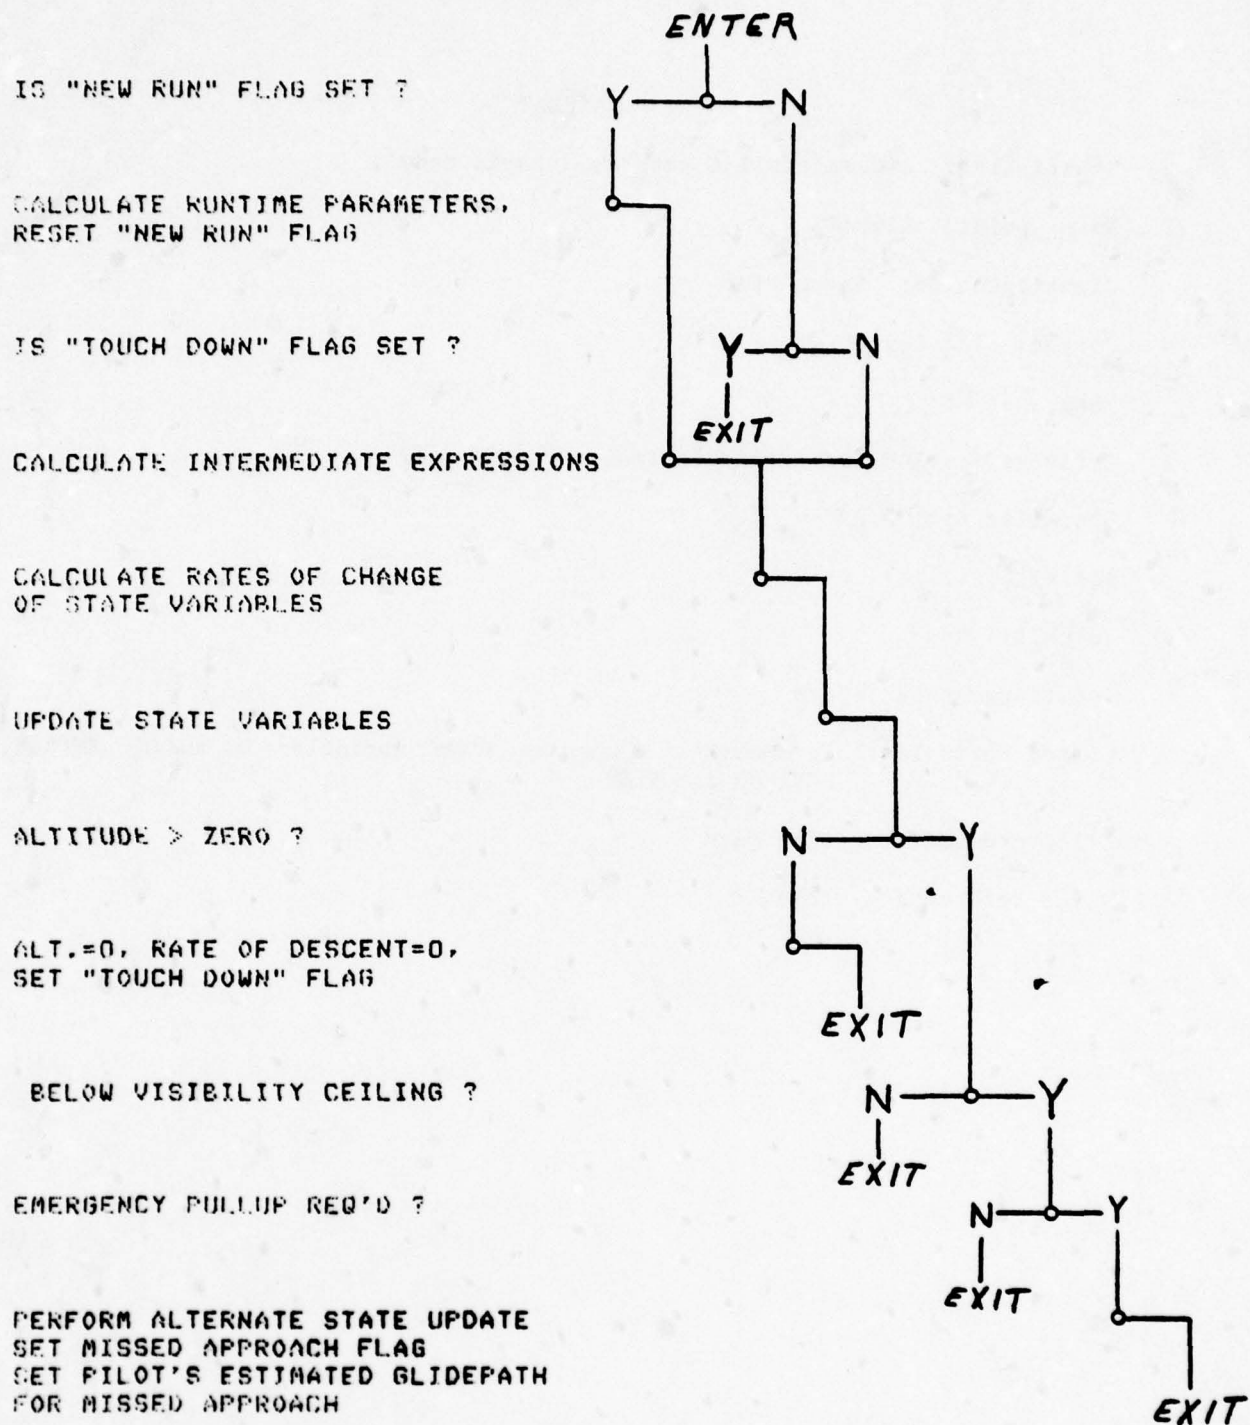 ENTER
IS "NEW RUN" FLAG SET ?
Y N
CALCULATE RUNTIME PARAMETERS,
RESET "NEW RUN" FLAG
IS "TOUCH DOWN" FLAG SET ?
Y N
EXIT
CALCULATE INTERMEDIATE EXPRESSIONS
CALCULATE RATES OF CHANGE
OF STATE VARIABLES
UPDATE STATE VARIABLES
ALTITUDE > ZERO ?
N Y
ALT.=0, RATE OF DESCENT=0,
SET "TOUCH DOWN" FLAG
EXIT
BELOW VISIBILITY CEILING ?
N Y
EXIT
EMERGENCY PULLUP REQ'D ?
N Y
EXIT
PERFORM ALTERNATE STATE UPDATE
SET MISSED APPROACH FLAG
SET PILOT'S ESTIMATED GLIDEPATH
FOR MISSED APPROACH
EXIT